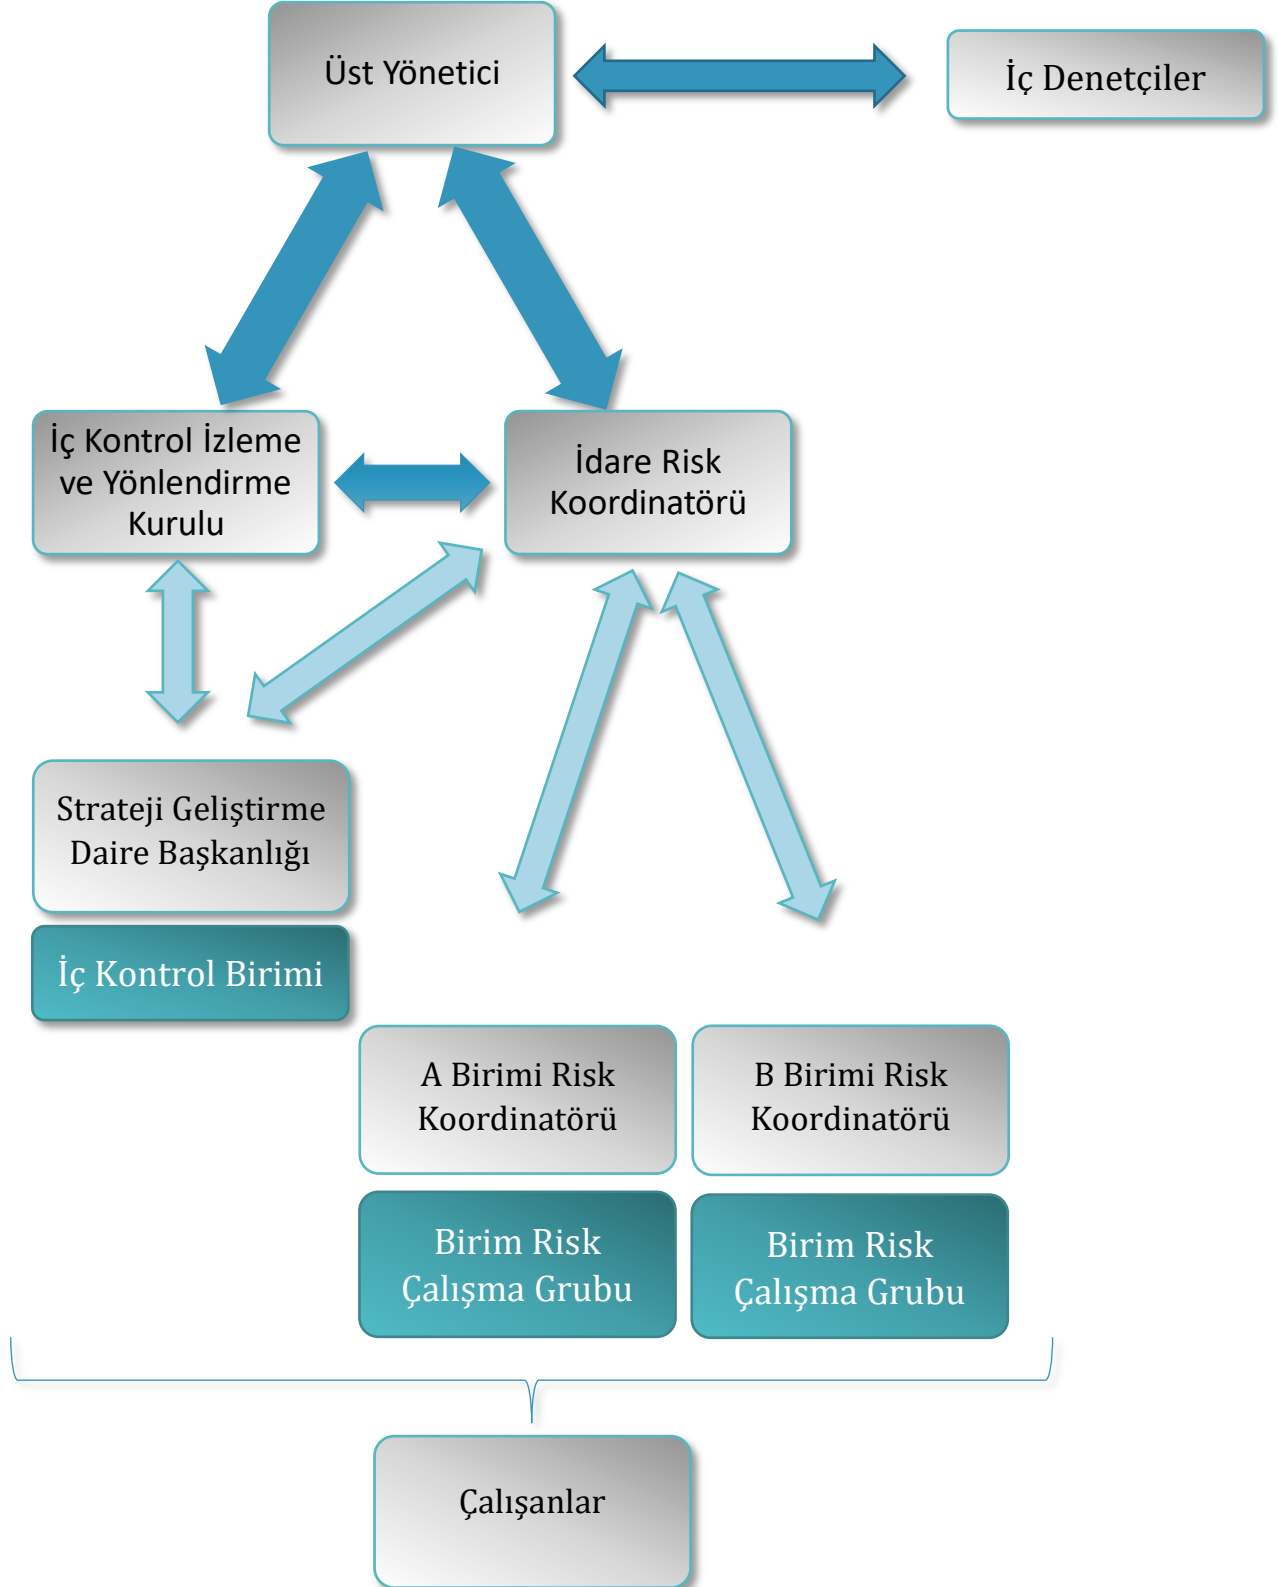 Üst Yönetici
İç Denetçiler
İç Kontrol İzleme
ve Yönlendirme
Kurulu
İdare Risk
Koordinatörü
Strateji Geliştirme
Daire Başkanlığı
İç Kontrol Birimi
A Birimi Risk
Koordinatörü
B Birimi Risk
Koordinatörü
Birim Risk
Çalışma Grubu
Birim Risk
Çalışma Grubu
Çalışanlar